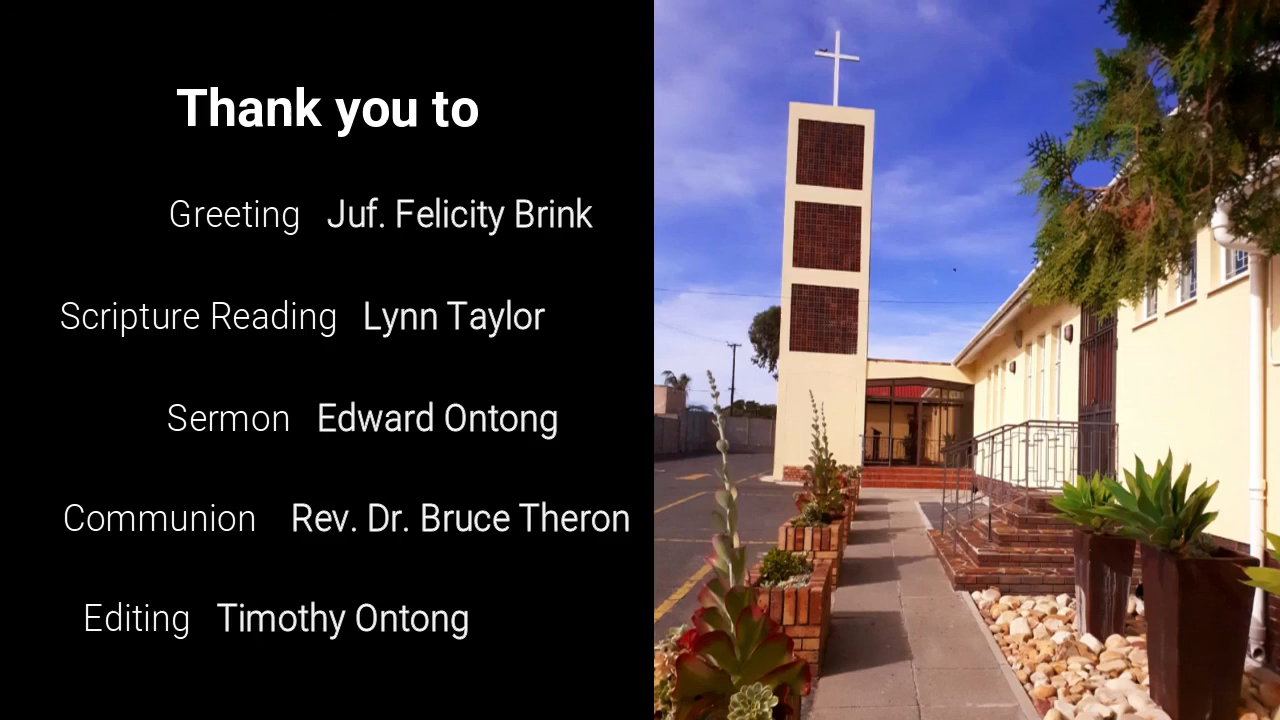 Thank you to
Greeting Juf. Felicity Brink
Scripture Reading Lynn Taylor
Sermon Edward Ontong
Communion Rev. Dr. Bruce Theron
Editing Timothy Ontong